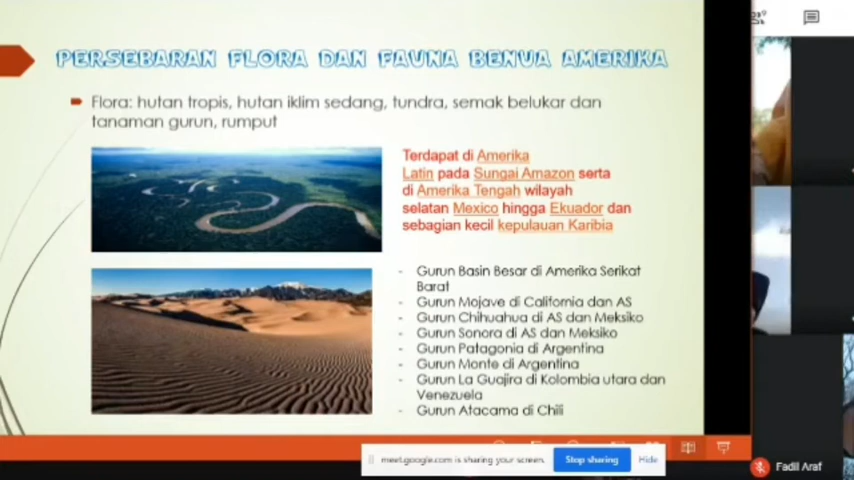 PERSEBARAN FLORA DAN FAUNA BENUA AMERIKA
Flora: hutan tropis, hutan iklim sedang, tundra, semak belukar dan
tanaman gurun, rumput
Terdapat di Amerika
Latin pada Sungai Amazon serta
di Amerika Tengah wilayah
selatan Mexico hingga Ekuador dan
sebagian kecil kepulauan Karibia
- Gurun Basin Besar di Amerika Serikat
Barat
- Gurun Mojave di California dan AS
- Gurun Chihuahua di AS dan Meksiko
- Gurun Sonora di AS dan Meksiko
- Gurun Patagonia di Argentina
- Gurun Monte di Argentina
- Gurun La Guajira di Kolombia utara dan
Venezuela
- Gurun Atacama di Chili
meet.google.com is sharing your screen.
Stop sharing
Hide
Fadil Araf